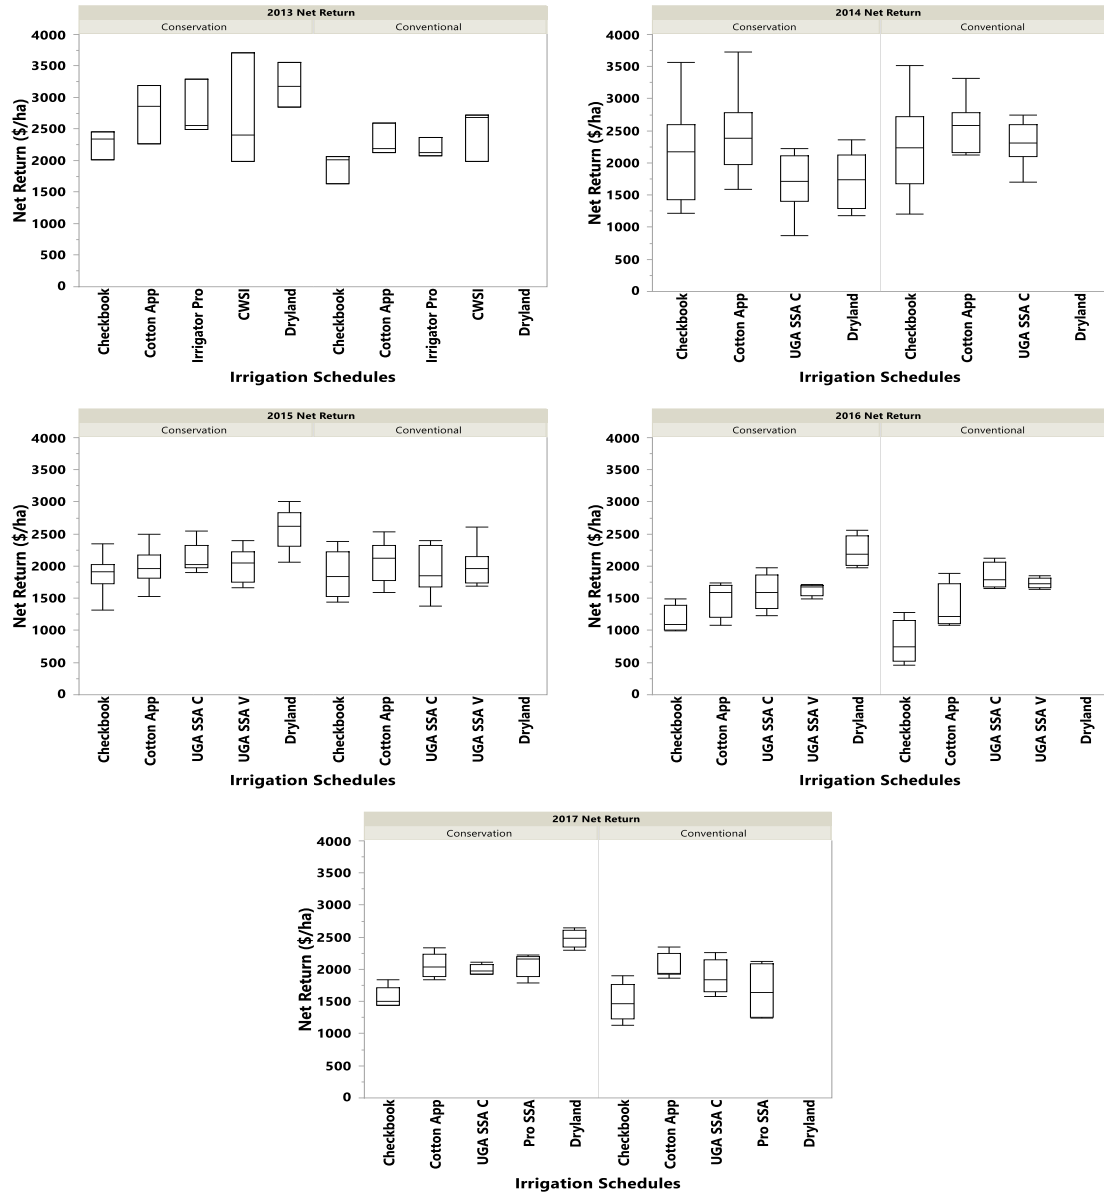 2013 Net Return
Conservation Conventional
4000
3500
3000
2500
2000
1500
1000
500
0
Net Return ($/ha)
Checkbook
Cotton App
Irrigator Pro
CWSI
Dryland
Checkbook
Cotton App
Irrigator Pro
CWSI
Dryland
Irrigation Schedules
2014 Net Return
Conservation Conventional
4000
3500
3000
2500
2000
1500
1000
500
0
Net Return ($/ha)
Checkbook
Cotton App
UGA SSA C
Dryland
Checkbook
Cotton App
UGA SSA C
Dryland
Irrigation Schedules
2015 Net Return
Conservation Conventional
4000
3500
3000
2500
2000
1500
1000
500
0
Net Return ($/ha)
Checkbook
Cotton App
UGA SSA C
UGA SSA V
Dryland
Checkbook
Cotton App
UGA SSA C
UGA SSA V
Dryland
Irrigation Schedules
2016 Net Return
Conservation Conventional
4000
3500
3000
2500
2000
1500
1000
500
0
Net Return ($/ha)
Checkbook
Cotton App
UGA SSA C
UGA SSA V
Dryland
Checkbook
Cotton App
UGA SSA C
UGA SSA V
Dryland
Irrigation Schedules
2017 Net Return
Conservation Conventional
4000
3500
3000
2500
2000
1500
1000
500
0
Net Return ($/ha)
Checkbook
Cotton App
UGA SSA C
Pro SSA
Dryland
Checkbook
Cotton App
UGA SSA C
Pro SSA
Dryland
Irrigation Schedules